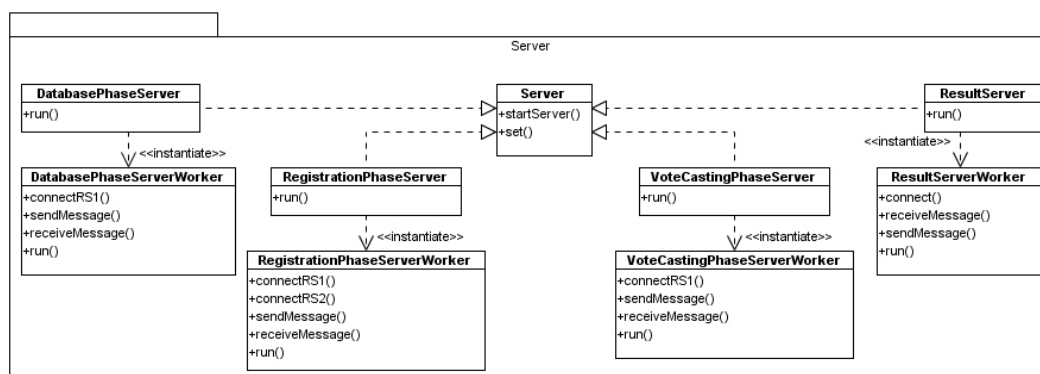 Server
DatabasePhaseServer
+run()
Server
+startServer()
+set()
ResultServer
+run()
<<instantiate>>
<<instantiate>>
DatabasePhaseServerWorker
+connectRS1()
+sendMessage()
+receiveMessage()
+run()
RegistrationPhaseServer
+run()
VoteCastingPhaseServer
+run()
ResultServerWorker
+connect()
+receiveMessage()
+sendMessage()
+run()
<<instantiate>>
<<instantiate>>
RegistrationPhaseServerWorker
+connectRS1()
+connectRS2()
+sendMessage()
+receiveMessage()
+run()
VoteCastingPhaseServerWorker
+connectRS1()
+sendMessage()
+receiveMessage()
+run()